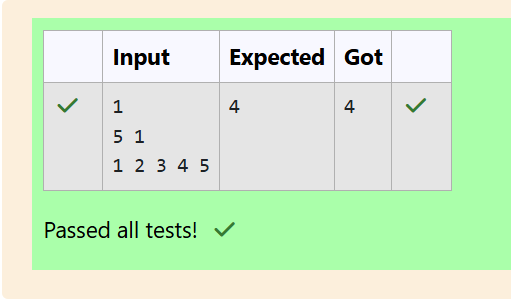 Input Expected Got
1 4 4
5 1
1 2 3 4 5
Passed all tests!